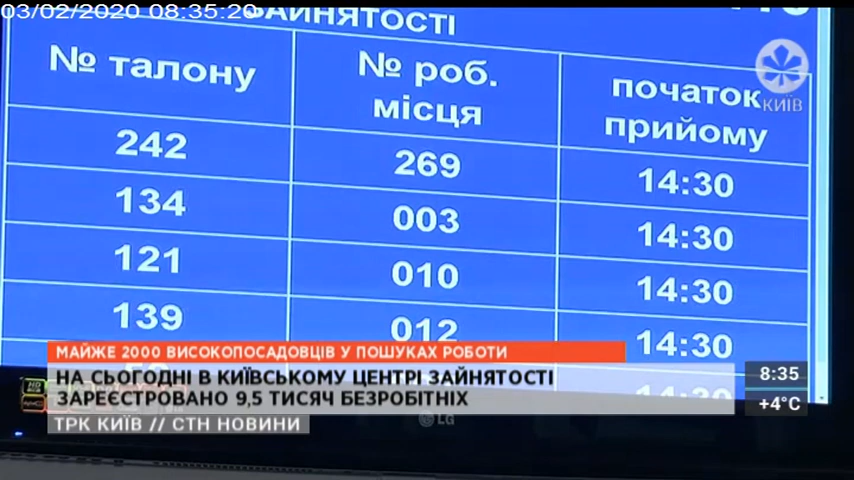 03/02/2020 08:35:20
ЗАЙНЯТОСТІ
КИЇВ
№ талону
№ роб. місця
початок прийому
242 269 14:30
134 003 14:30
121 010 14:30
139 012 14:30
МАЙЖЕ 2000 ВИСОКОПОСАДОВЦІВ У ПОШУКАХ РОБОТИ
НА СЬОГОДНІ В КИЇВСЬКОМУ ЦЕНТРІ ЗАЙНЯТОСТІ
ЗАРЕЄСТРОВАНО 9,5 ТИСЯЧ БЕЗРОБІТНІХ
ТРК КИЇВ // СТН НОВИНИ
8:35
+4°C
LG